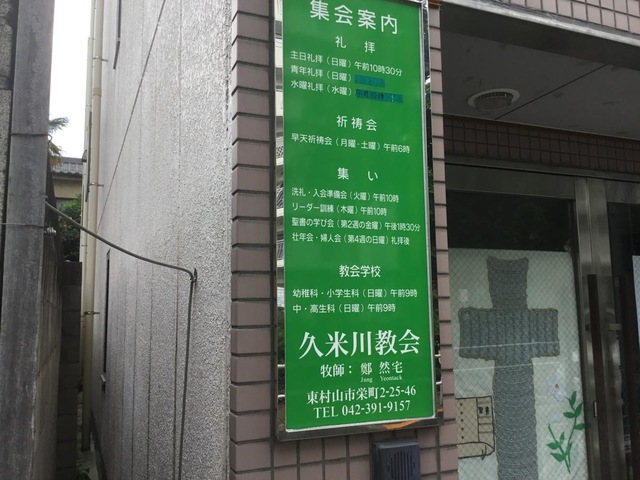 集会案内
礼拝
主日礼拝（日曜）午前10時30分
青年礼拝（日曜）
水曜礼拝（水曜）
祈祷会
早天祈祷会（月曜・土曜）午前6時
集い
洗礼・入会準備会（火曜）午前10時
リーダー訓練（木曜）午前10時
聖書の学び会（第2週の金曜）午後1時30分
壮年会・婦人会（第4週の日曜）礼拝後
教会学校
幼稚科・小学生科（日曜）午前9時
中・高生科（日曜）午前9時
久米川教会
牧師：鄭 然宅
Jung Yeontack
東村山市栄町2-25-46
TEL 042-391-9157